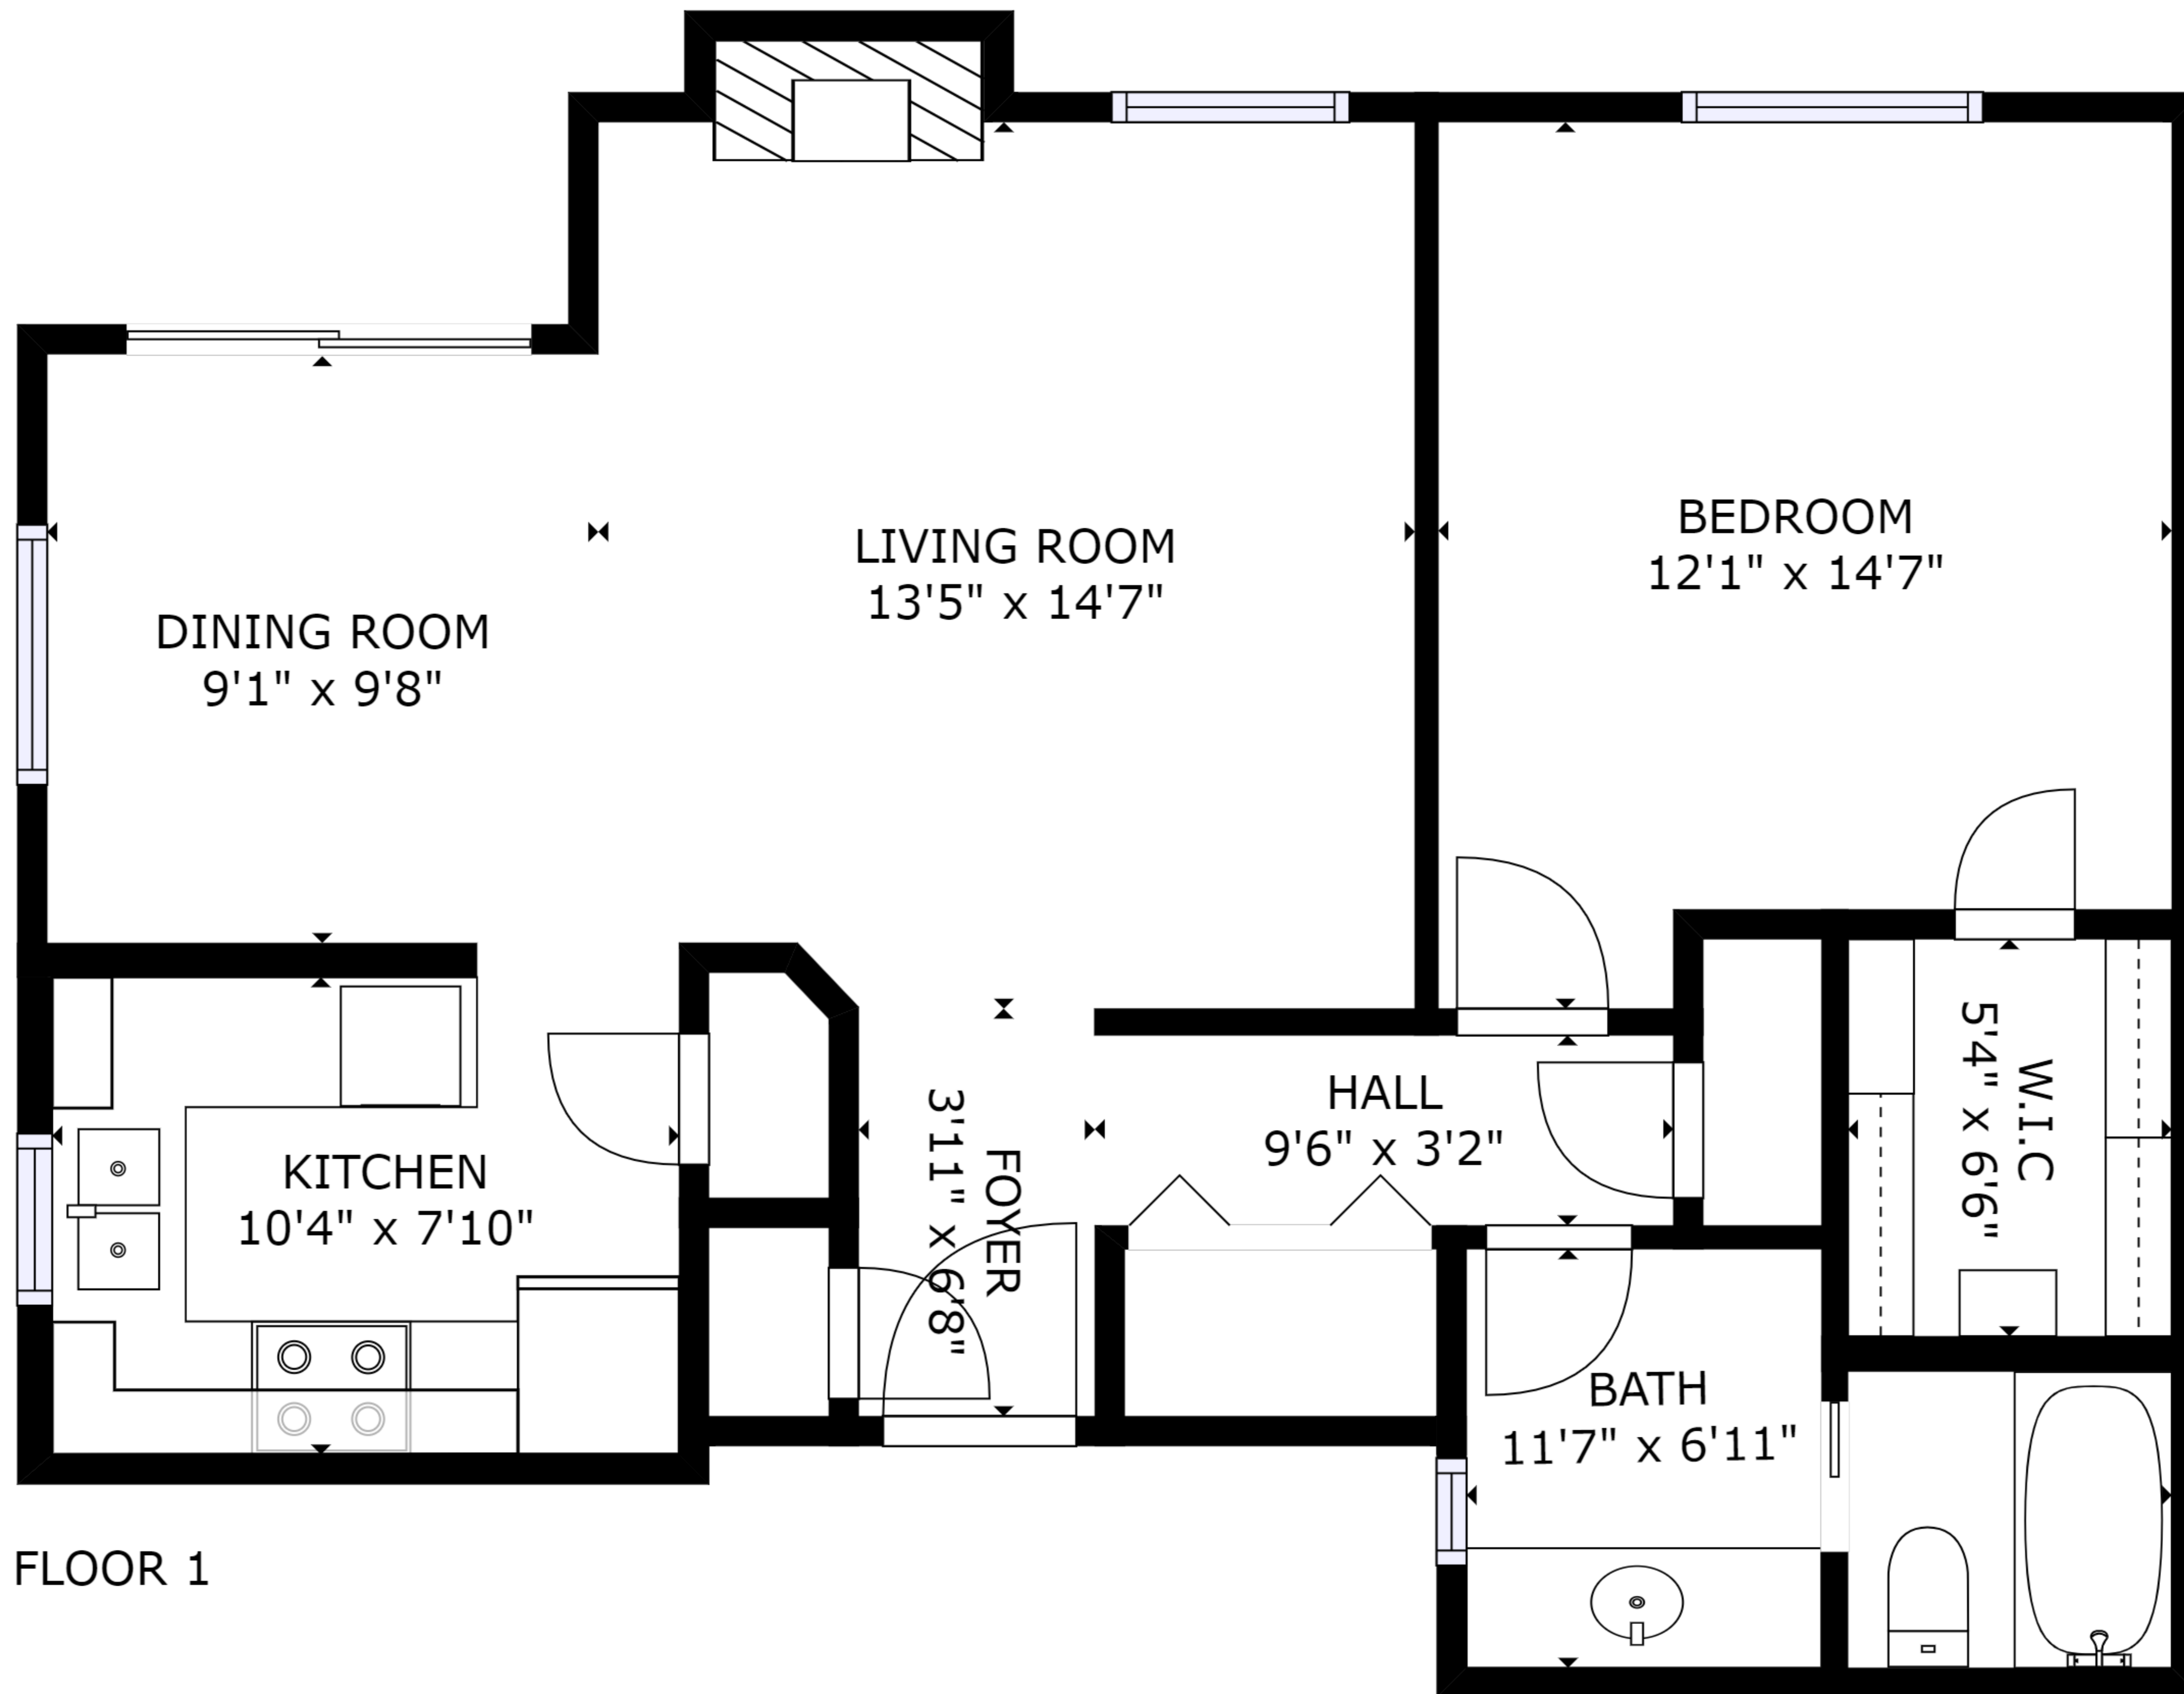 LIVING ROOM
13'5" x 14'7"
BEDROOM
12'1" x 14'7"
DINING ROOM
9'1" x 9'8"
KITCHEN
10'4" x 7'10"
FOYER
3'11" x 6'8"
HALL
9'6" x 3'2"
W.I.C
5'4" x 6'6"
BATH
11'7" x 6'11"
FLOOR 1